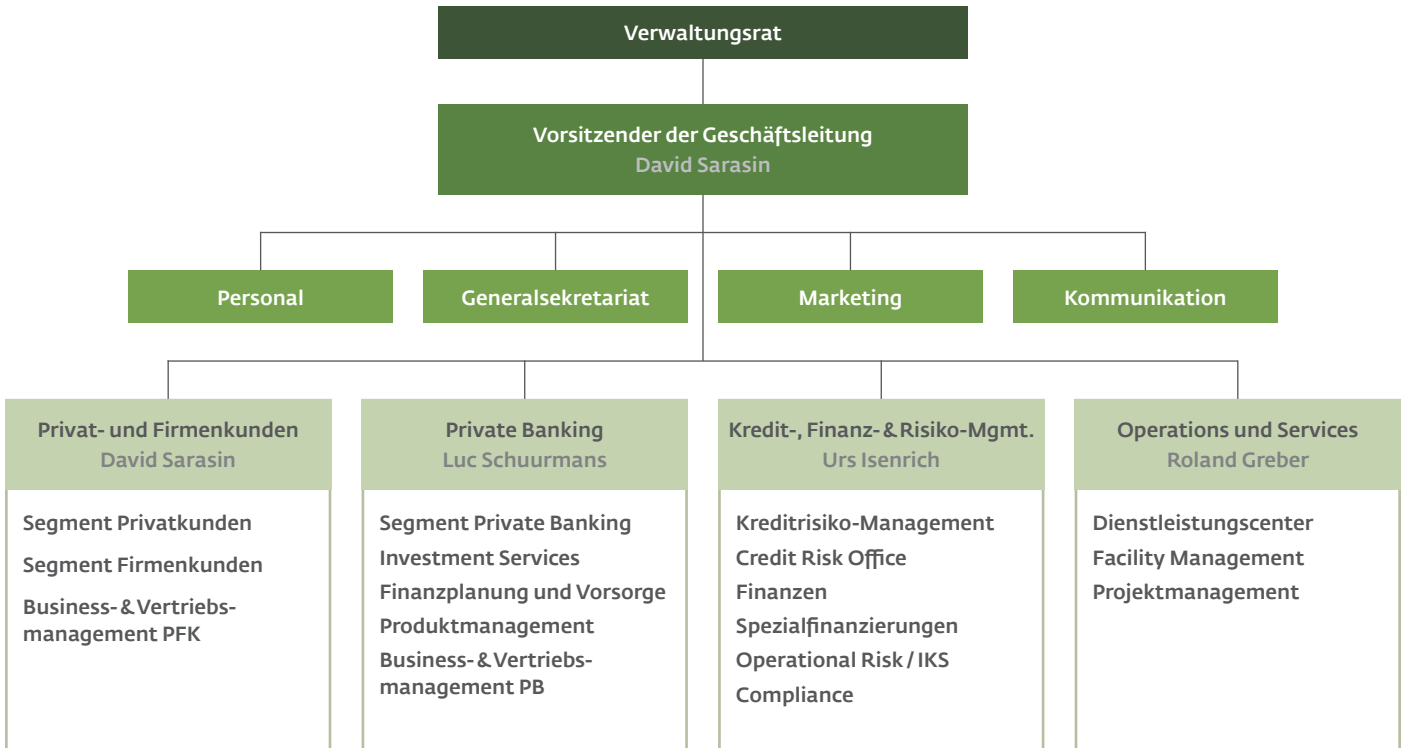 Verwaltungsrat
Vorsitzender der Geschäftsleitung
David Sarasin
Personal
Generalsekretariat
Marketing
Kommunikation
Privat- und Firmenkunden
David Sarasin
Segment Privatkunden
Segment Firmenkunden
Business- & Vertriebs-
management PFK
Private Banking
Luc Schuurmans
Segment Private Banking
Investment Services
Finanzplanung und Vorsorge
Produktmanagement
Business- & Vertriebs-
management PB
Kredit-, Finanz- & Risiko-Mgmt.
Urs Isenrich
Kreditrisiko-Management
Credit Risk Office
Finanzen
Spezialfinanzierungen
Operational Risk / IKS
Compliance
Operations und Services
Roland Greber
Dienstleistungscenter
Facility Management
Projektmanagement